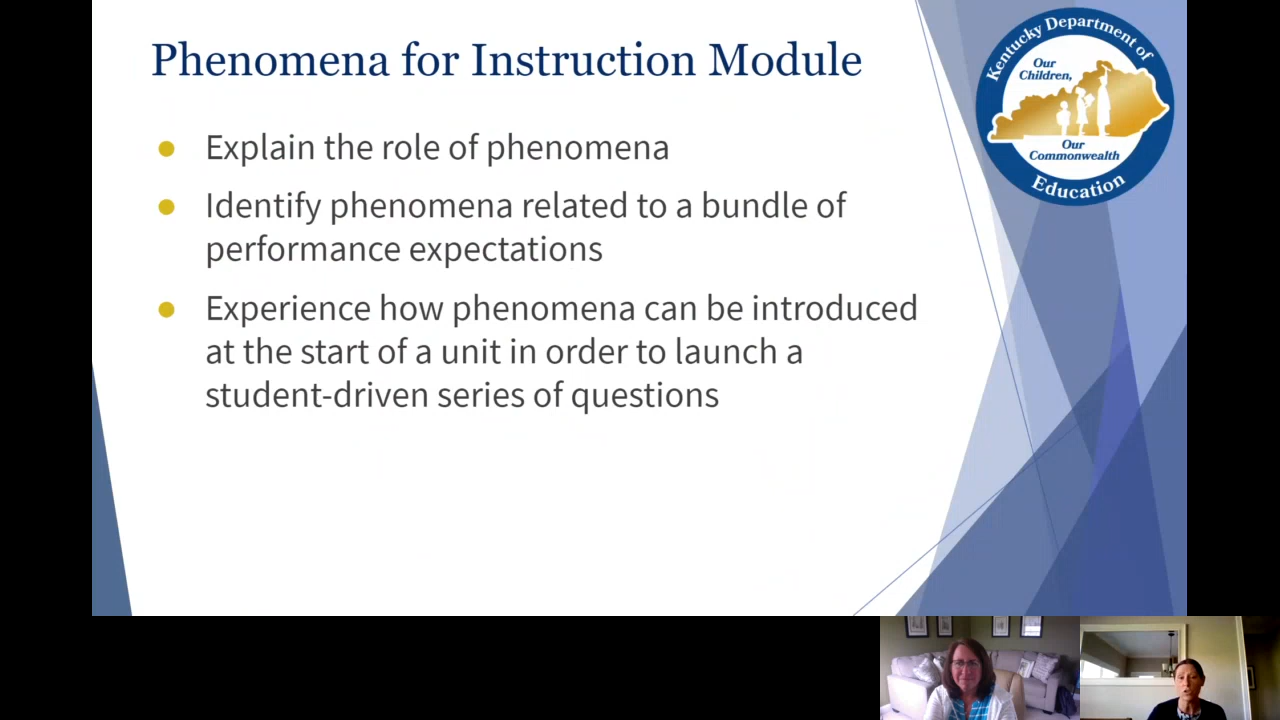 Phenomena for Instruction Module
Kentucky Department of
Our
Children,
Our
Commonwealth
Education
Explain the role of phenomena
Identify phenomena related to a bundle of
performance expectations
Experience how phenomena can be introduced
at the start of a unit in order to launch a
student-driven series of questions